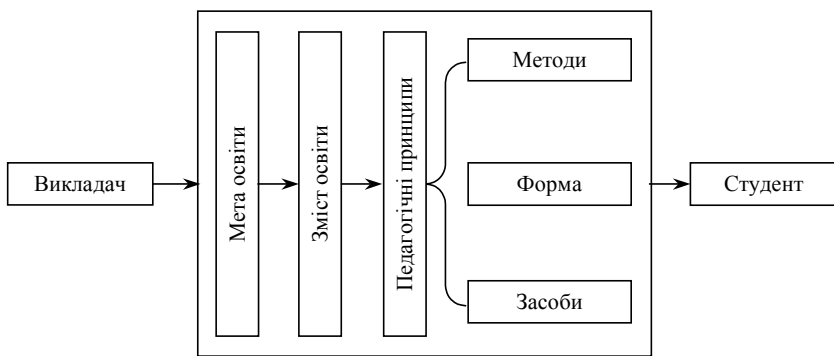 Викладач
Мета освіти
Зміст освіти
Педагогічні принципи
Методи
Форма
Засоби
Студент